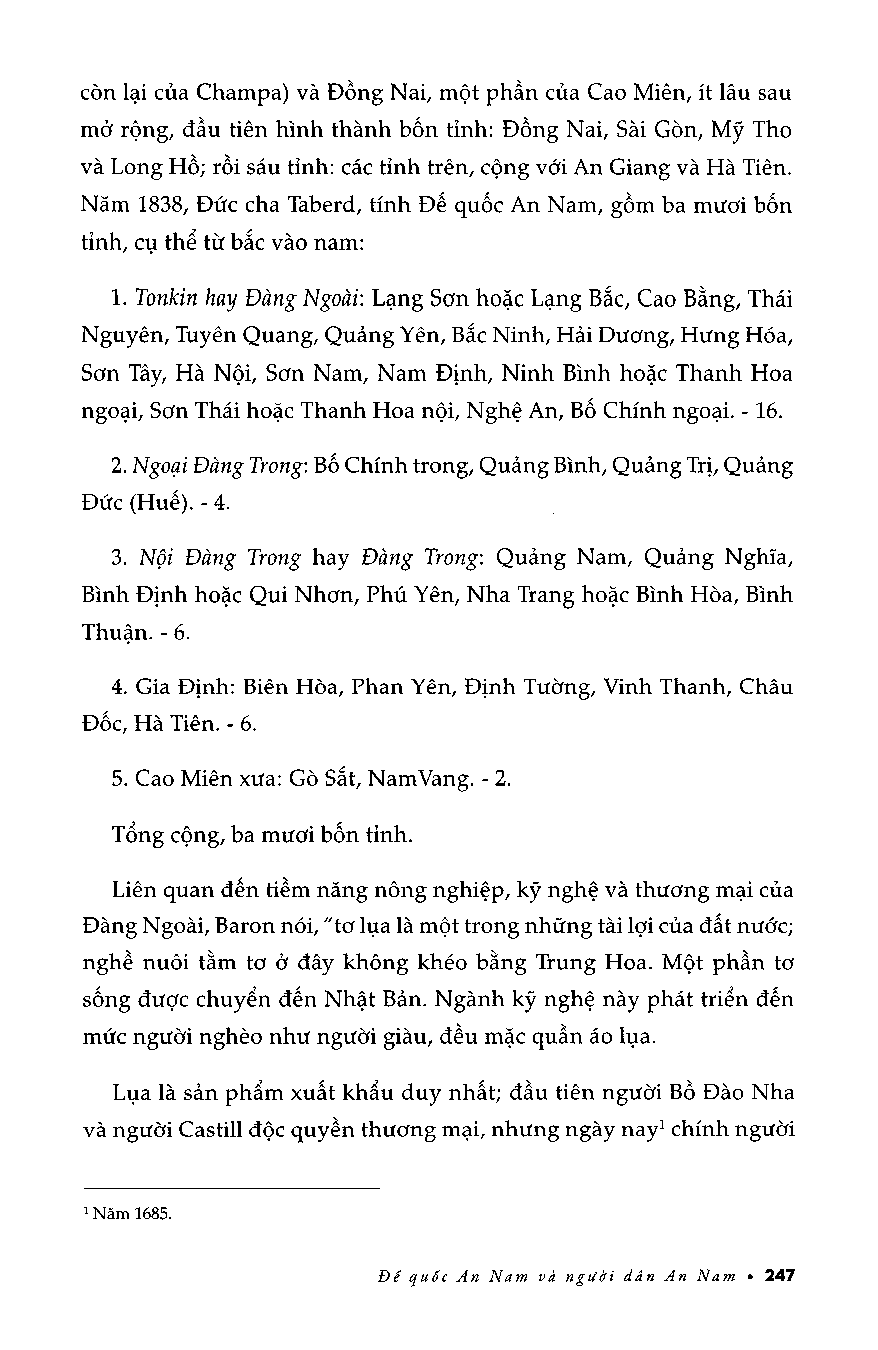 còn lại của Champa) và Đồng Nai, một phần của Cao Miên, ít lâu sau
mở rộng, đầu tiên hình thành bốn tỉnh: Đồng Nai, Sài Gòn, Mỹ Tho
và Long Hồ; rồi sáu tỉnh: các tỉnh trên, cộng với An Giang và Hà Tiên.
Năm 1838, Đức cha Taberd, tính Đế quốc An Nam, gồm ba mươi bốn
tỉnh, cụ thể từ bắc vào nam:
1. Tonkin hay Đàng Ngoài: Lạng Sơn hoặc Lạng Bắc, Cao Bằng, Thái
Nguyên, Tuyên Quang, Quảng Yên, Bắc Ninh, Hải Dương, Hưng Hóa,
Sơn Tây, Hà Nội, Sơn Nam, Nam Định, Ninh Bình hoặc Thanh Hoa
ngoại, Sơn Thái hoặc Thanh Hoa nội, Nghệ An, Bố Chính ngoại. - 16.
2. Ngoại Đàng Trong: Bố Chính trong, Quảng Bình, Quảng Trị, Quảng
Đức (Huế). - 4.
3. Nội Đàng Trong hay Đàng Trong: Quảng Nam, Quảng Nghĩa,
Bình Định hoặc Qui Nhơn, Phú Yên, Nha Trang hoặc Bình Hòa, Bình
Thuận. - 6.
4. Gia Định: Biên Hòa, Phan Yên, Định Tường, Vinh Thanh, Châu
Đốc, Hà Tiên. - 6.
5. Cao Miên xưa: Gò Sắt, NamVang. - 2.
Tổng cộng, ba mươi bốn tỉnh.
Liên quan đến tiềm năng nông nghiệp, kỹ nghệ và thương mại của
Đàng Ngoài, Baron nói, "tơ lụa là một trong những tài lợi của đất nước;
nghề nuôi tằm tơ ở đây không khéo bằng Trung Hoa. Một phần tơ
sống được chuyển đến Nhật Bản. Ngành kỹ nghệ này phát triển đến
mức người nghèo như người giàu, đều mặc quần áo lụa.
Lụa là sản phẩm xuất khẩu duy nhất; đầu tiên người Bồ Đào Nha
và người Castill độc quyền thương mại, nhưng ngày nay¹ chính người
¹ Năm 1685.
Đế quốc An Nam và người dân An Nam • 247